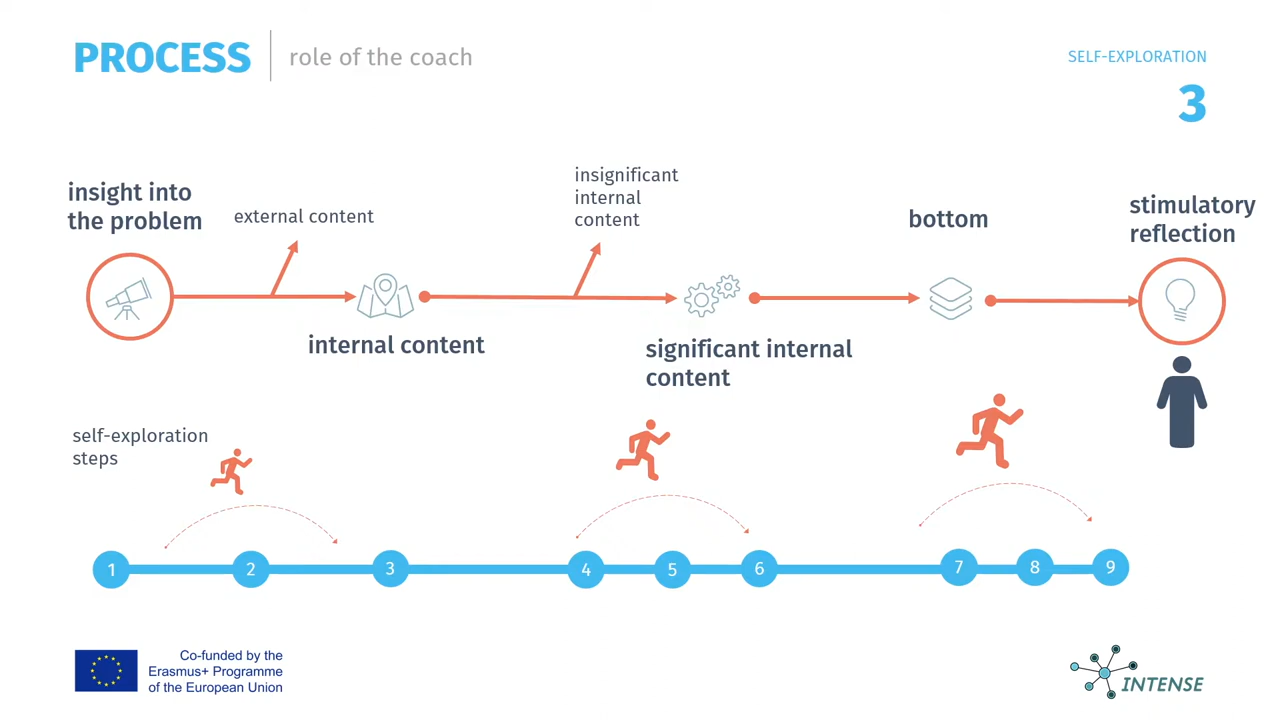 PROCESS
role of the coach
SELF-EXPLORATION
3
insight into
the problem
external content
insignificant
internal
content
bottom
stimulatory
reflection
internal content
significant internal
content
self-exploration
steps
1
2
3
4
5
6
7
8
9
Co-funded by the
Erasmus+ Programme
of the European Union
INTENSE